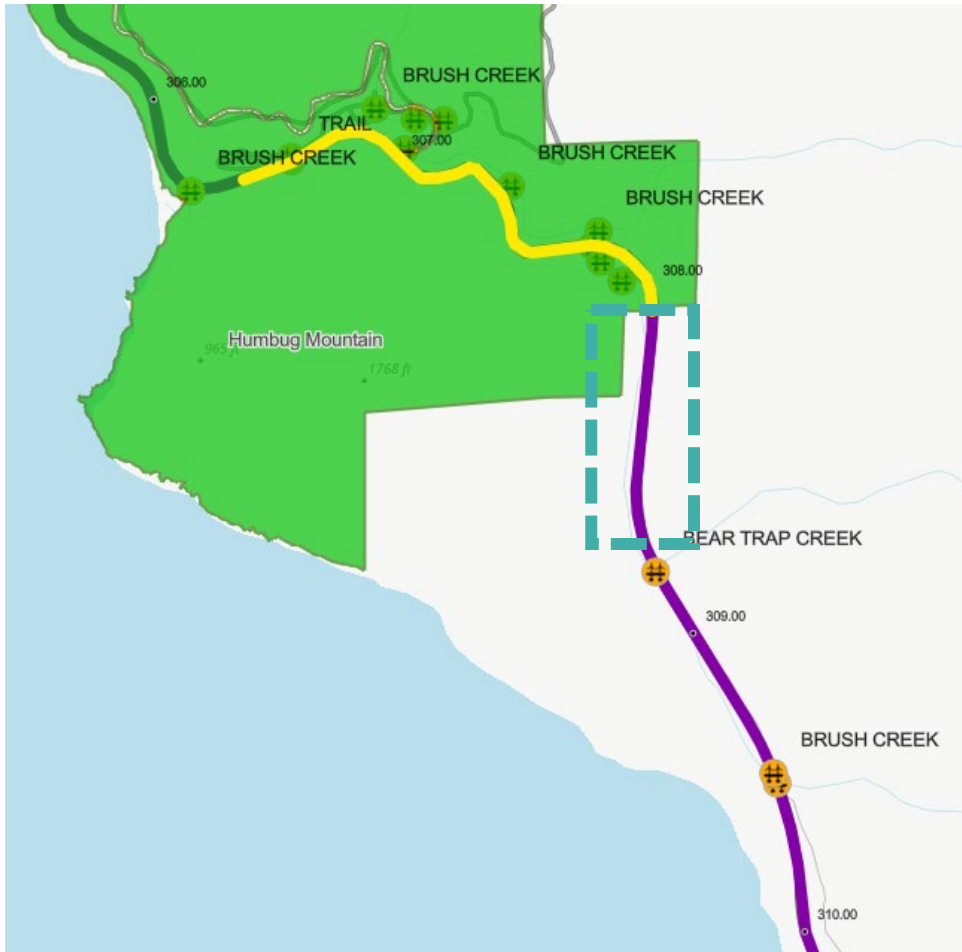 BRUSH CREEK
306.00
TRAIL
307.00
BRUSH CREEK
BRUSH CREEK
BRUSH CREEK
308.00
Humbug Mountain
965 ft
1768 ft
BEAR TRAP CREEK
309.00
BRUSH CREEK
310.00